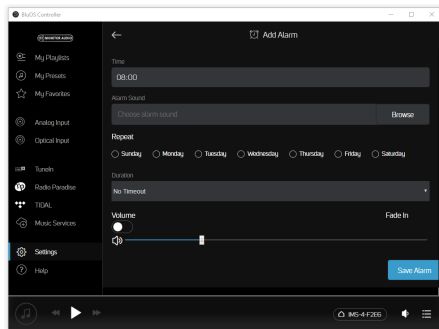 BluOS Controller
MONITOR AUDIO
Add Alarm
My Playlists
My Presets
My Favorites
Analog Input
Optical Input
TuneIn
Radio Paradise
TIDAL
Music Services
Settings
Help
Time
08:00
Alarm Sound
Choose alarm sound
Browse
Repeat
Sunday Monday Tuesday Wednesday Thursday Friday Saturday
Duration
No Timeout
Volume Fade In
Save Alarm
IMS-4-F2E6